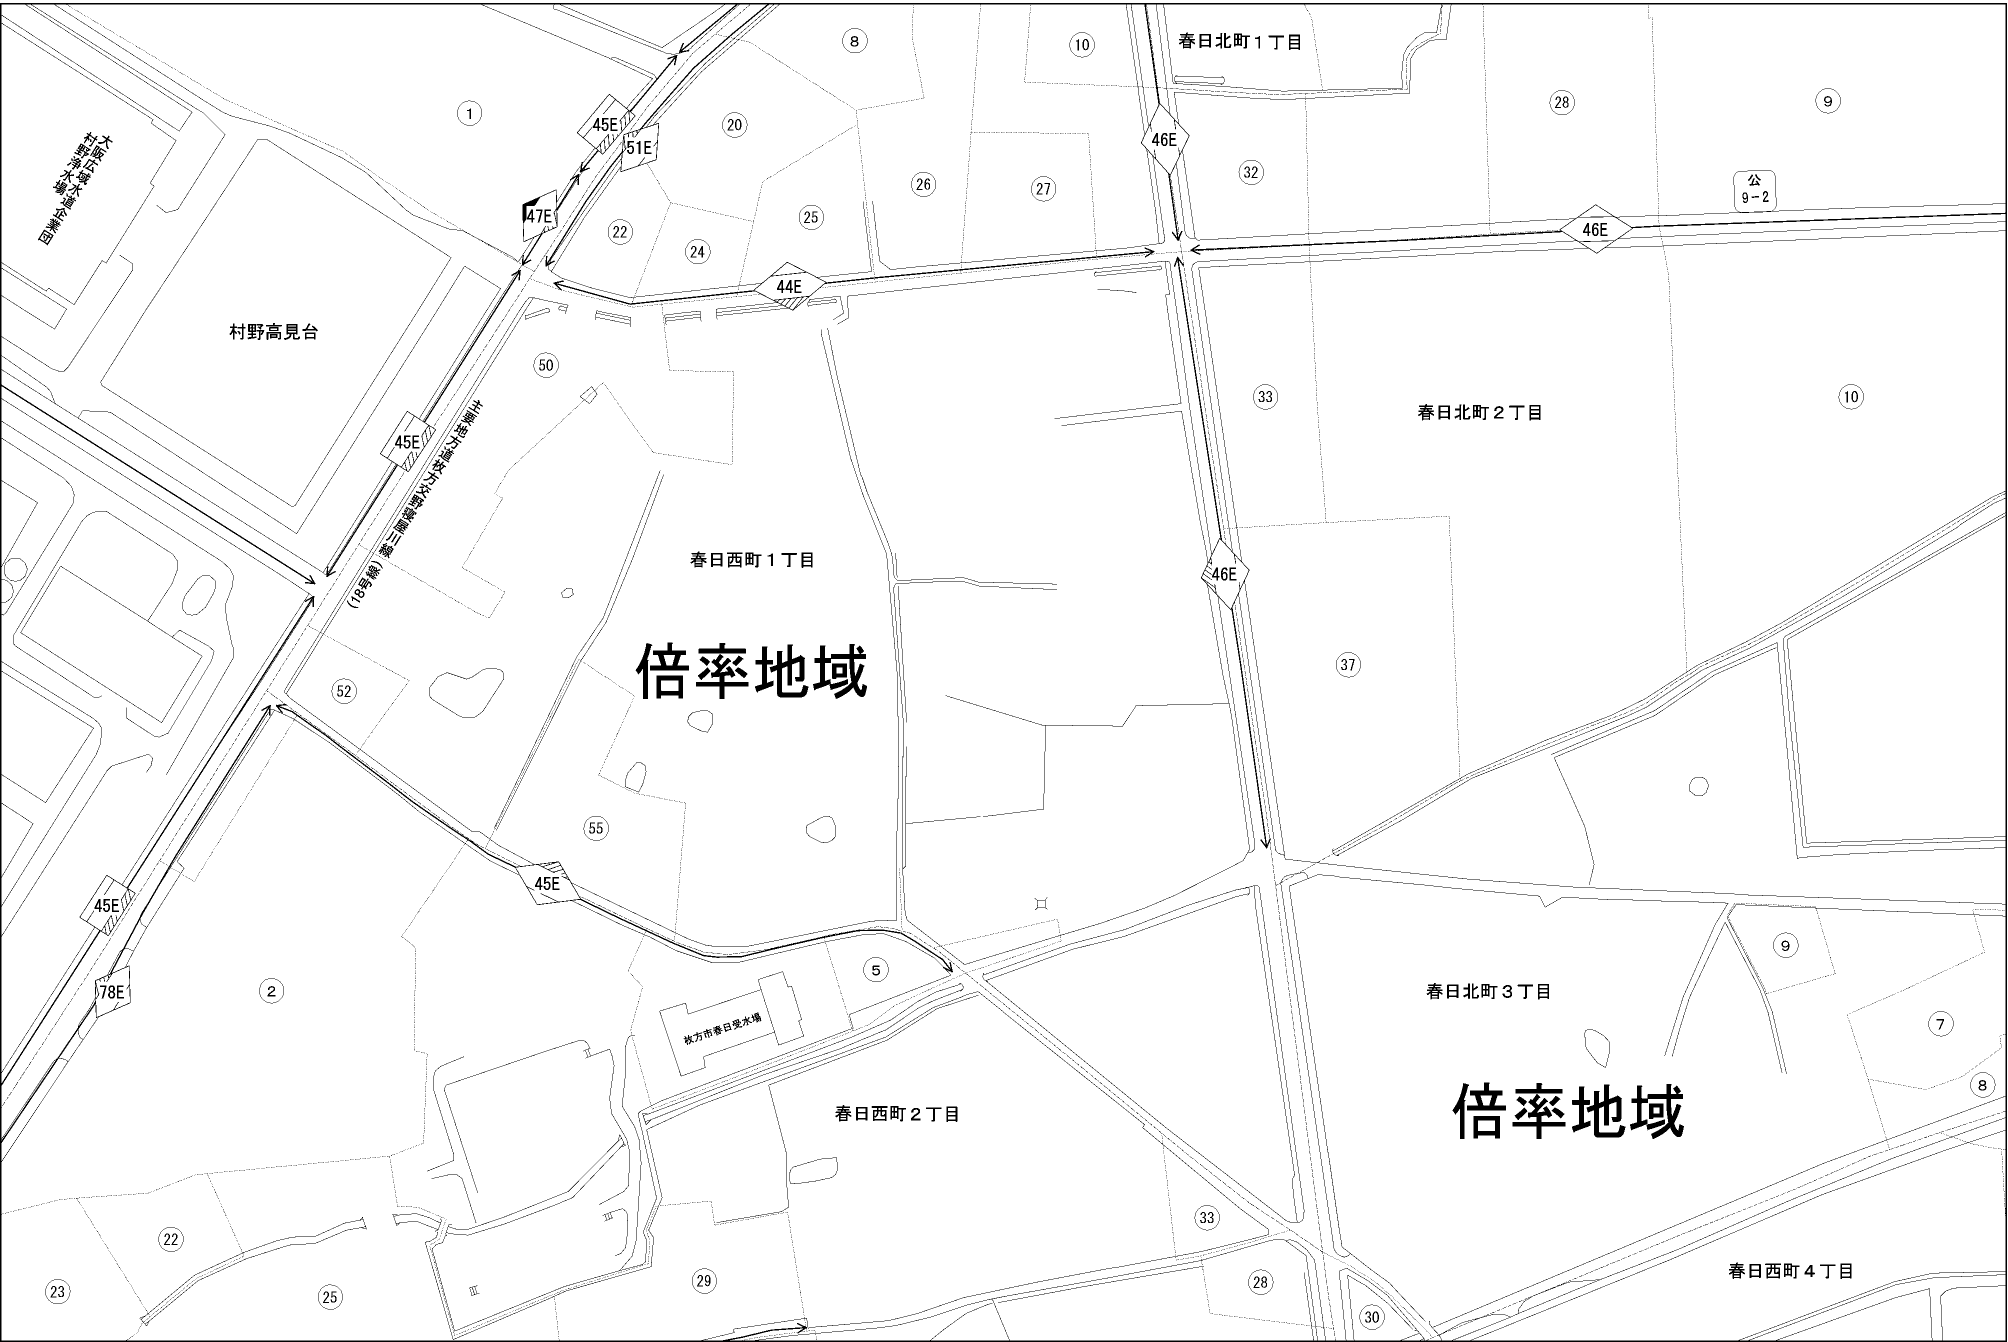 8
10
春日北町1丁目
28
9
1
20
45E
51E
46E
大阪広域水道企業団
村野浄水場
26
27
32
公
9-2
47E
22
24
25
46E
44E
村野高見台
50
33
春日北町2丁目
10
45E
主要地方道枚方交野寝屋川線
(18号線)
春日西町1丁目
46E
倍率地域
37
52
55
45E
45E
9
5
2
78E
春日北町3丁目
7
枚方市春日受水場
8
春日西町2丁目
倍率地域
33
22
23
25
29
28
春日西町4丁目
30